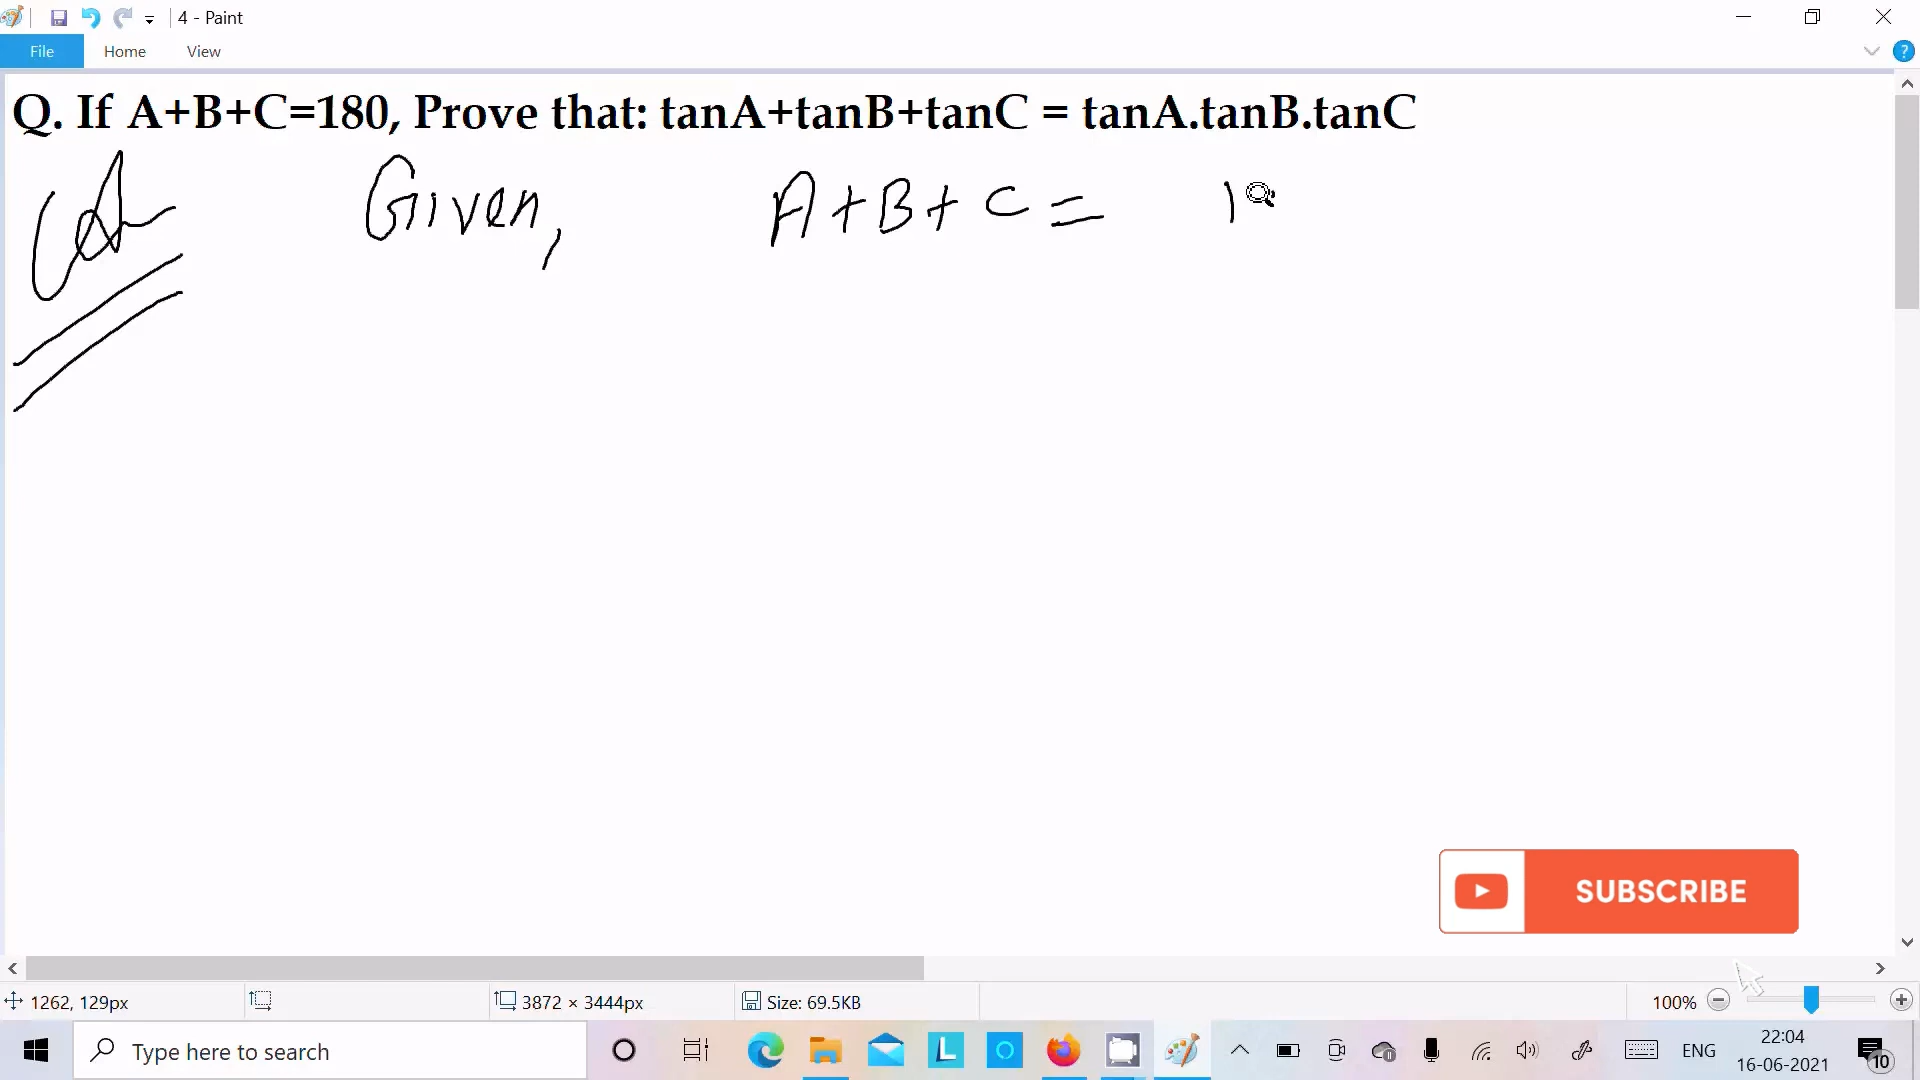 4 - Paint
File Home View
Q. If A+B+C=180, Prove that: tanA+tanB+tanC = tanA.tanB.tanC
Given, A+B+C= 1
SUBSCRIBE
1262, 129px 3872 × 3444px Size: 69.5KB 100%
Type here to search
L
ENG
22:04
16-06-2021
10